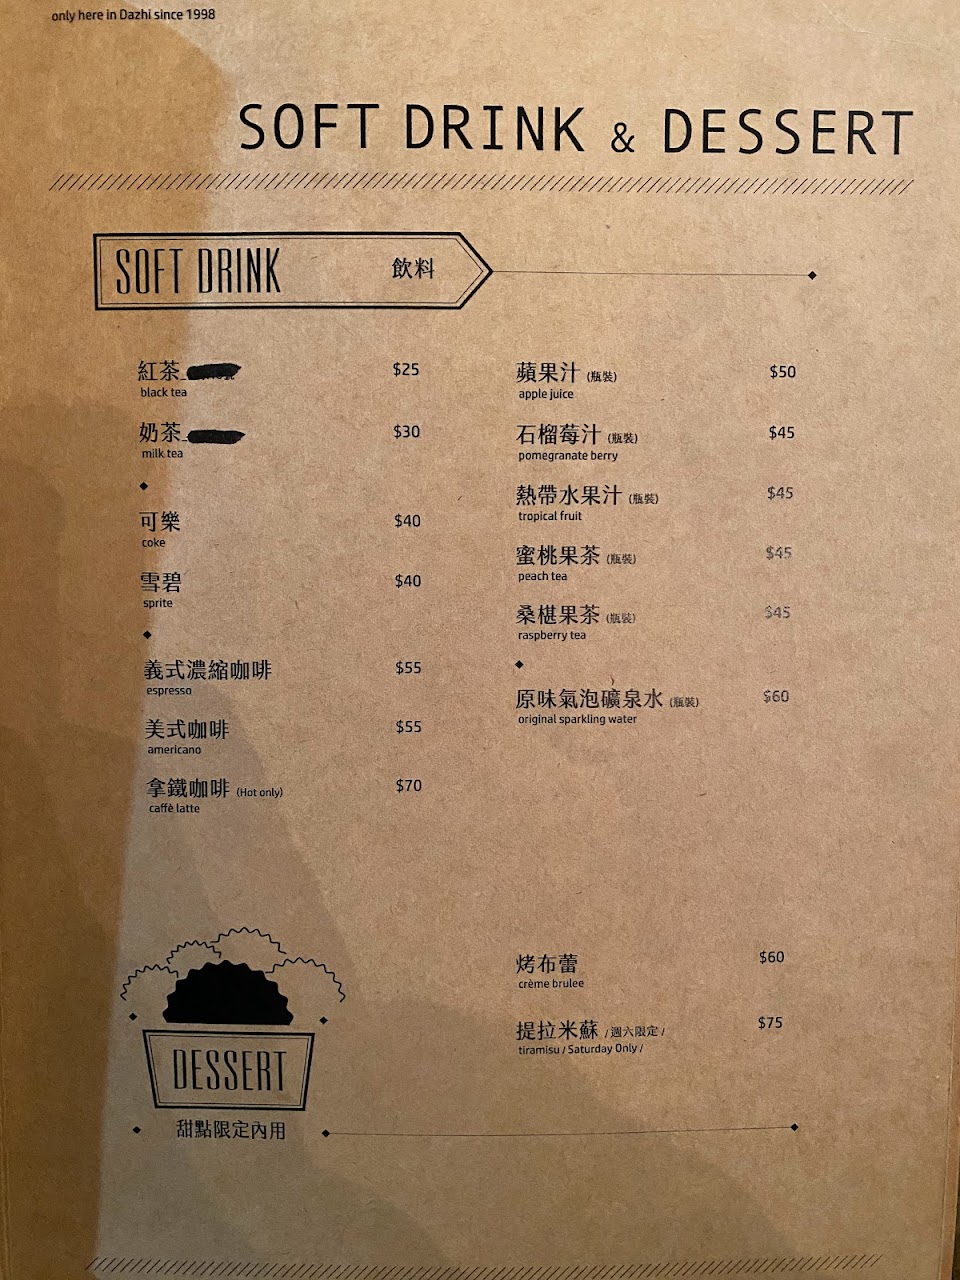 only here in Dazhi since 1998
SOFT DRINK & DESSERT
SOFT DRINK 飲料
紅茶 $25
black tea
奶茶 $30
milk tea
可樂 $40
coke
雪碧 $40
sprite
義式濃縮咖啡 $55
espresso
美式咖啡 $55
americano
拿鐵咖啡 (Hot only) $70
caffè latte
蘋果汁 (瓶裝) $50
apple juice
石榴莓汁 (瓶裝) $45
pomegranate berry
熱帶水果汁 (瓶裝) $45
tropical fruit
蜜桃果茶 (瓶裝) $45
peach tea
桑椹果茶 (瓶裝) $45
raspberry tea
原味氣泡礦泉水 (瓶裝) $60
original sparkling water
DESSERT
甜點限定內用
烤布蕾 $60
crème brulee
提拉米蘇 /週六限定/ $75
tiramisu / Saturday Only /